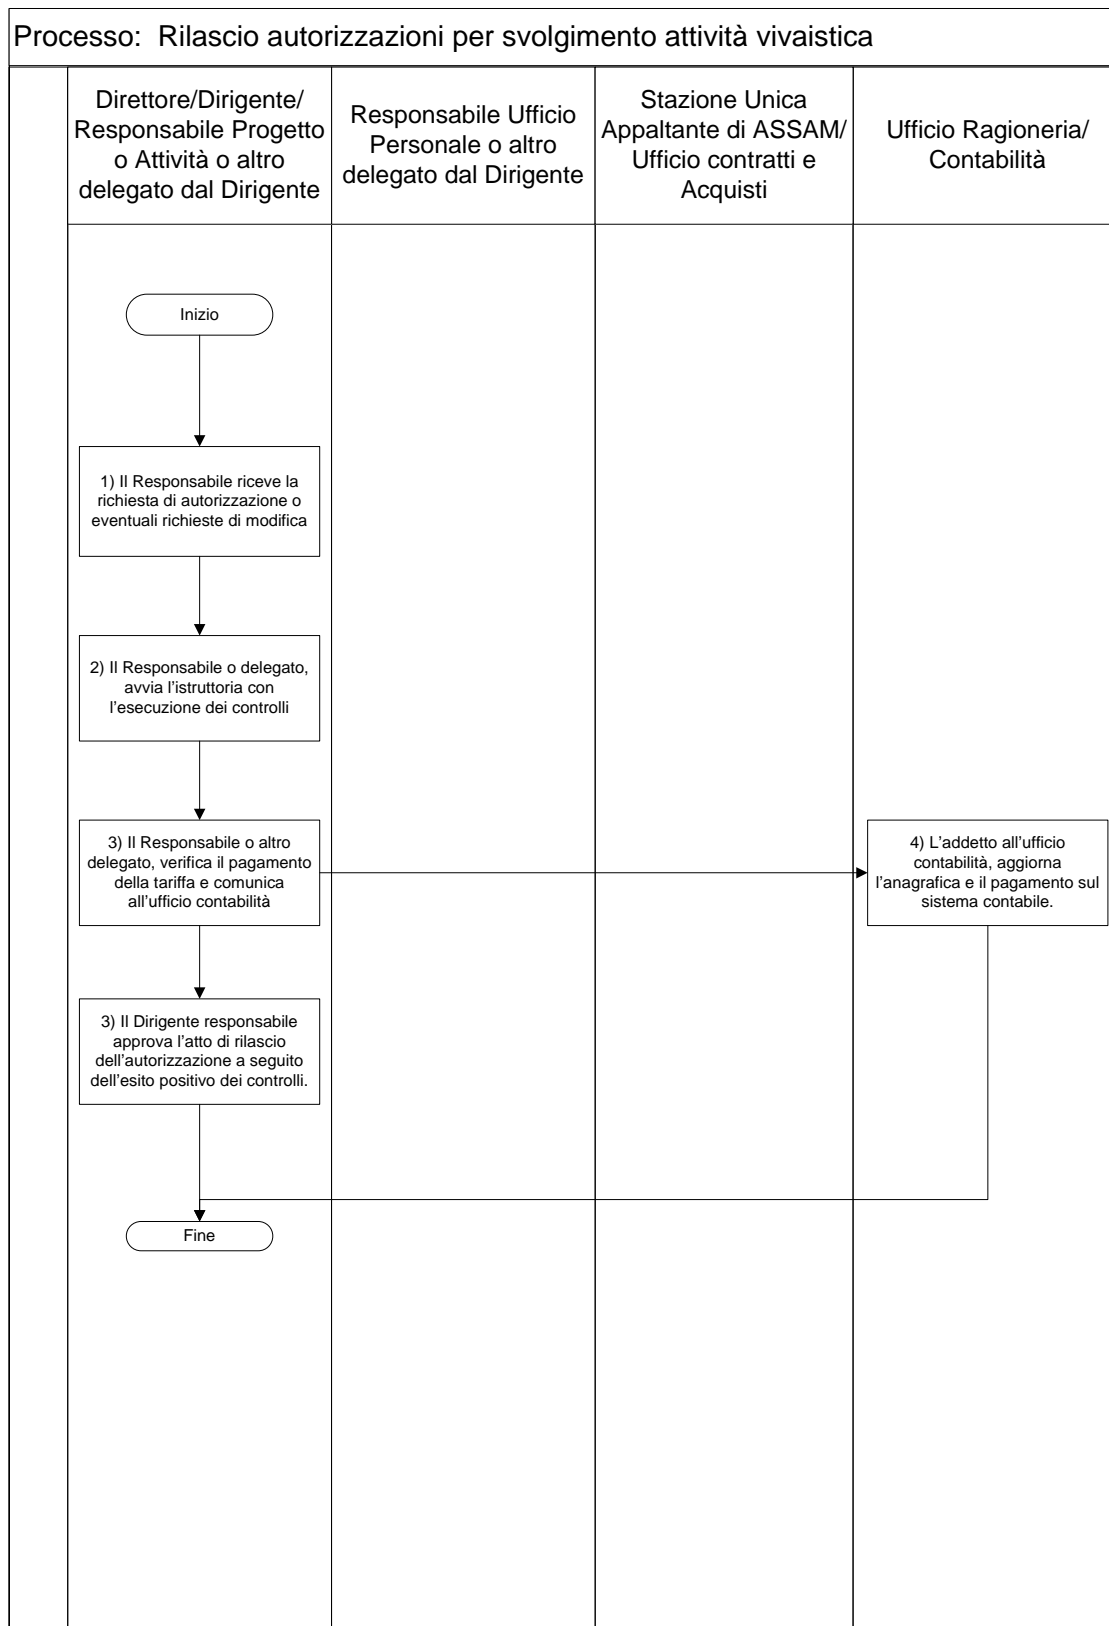 Processo:  Rilascio autorizzazioni per svolgimento attività vivaistica
Direttore/Dirigente/
Responsabile Progetto
o Attività o altro
delegato dal Dirigente
Responsabile Ufficio
Personale o altro
delegato dal Dirigente
Stazione Unica
Appaltante di ASSAM/
Ufficio contratti e
Acquisti
Ufficio Ragioneria/
Contabilità
Inizio
1) Il Responsabile riceve la
richiesta di autorizzazione o
eventuali richieste di modifica
2) Il Responsabile o delegato,
avvia l’istruttoria con
l’esecuzione dei controlli
3) Il Responsabile o altro
delegato, verifica il pagamento
della tariffa e comunica
all’ufficio contabilità
4) L’addetto all’ufficio
contabilità, aggiorna
l’anagrafica e il pagamento sul
sistema contabile.
3) Il Dirigente responsabile
approva l’atto di rilascio
dell’autorizzazione a seguito
dell’esito positivo dei controlli.
Fine